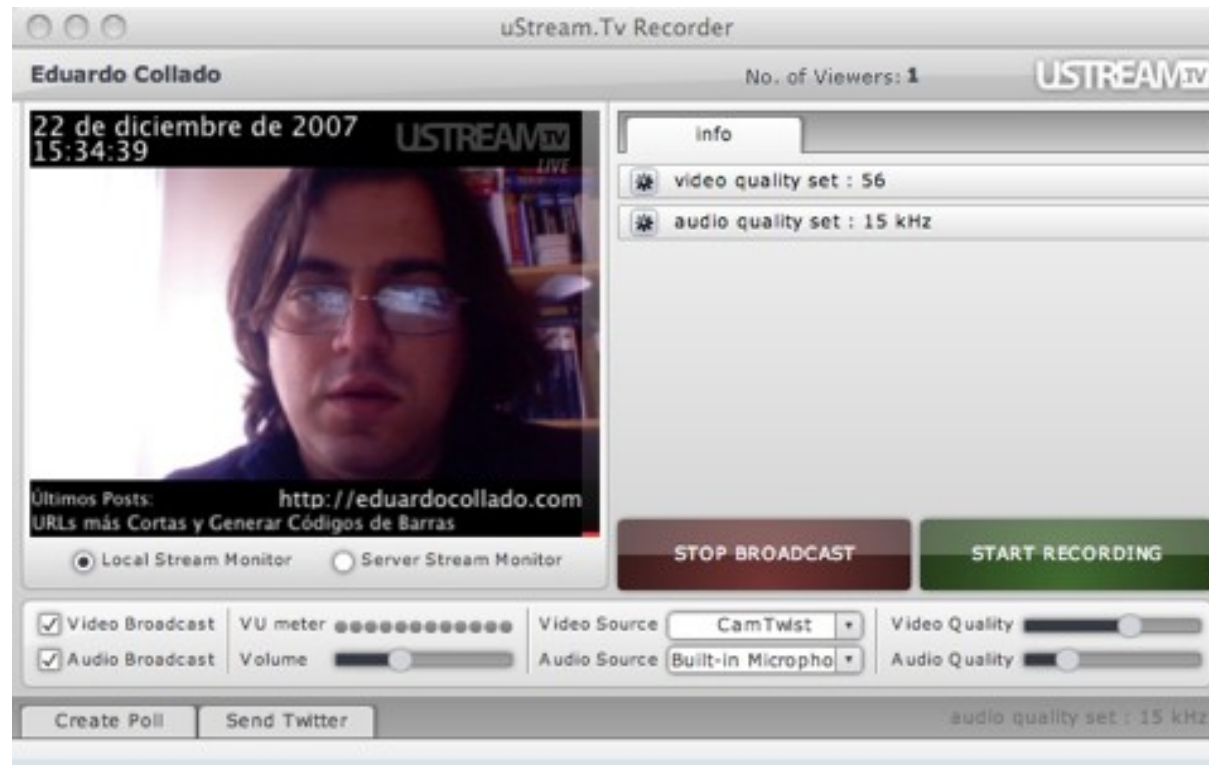 uStream.Tv Recorder
Eduardo Collado
No. of Viewers: 1
USTREAM TV
22 de diciembre de 2007
15:34:39
USTREAM TV
LIVE
Últimos Posts:
http://eduardocollado.com
URLs más Cortas y Generar Códigos de Barras
Local Stream Monitor
Server Stream Monitor
info
video quality set : 56
audio quality set : 15 kHz
STOP BROADCAST
START RECORDING
Video Broadcast
VU meter
Video Source
CamTwist
Video Quality
Audio Broadcast
Volume
Audio Source
Built-in Micropho
Audio Quality
Create Poll
Send Twitter
audio quality set : 15 kHz